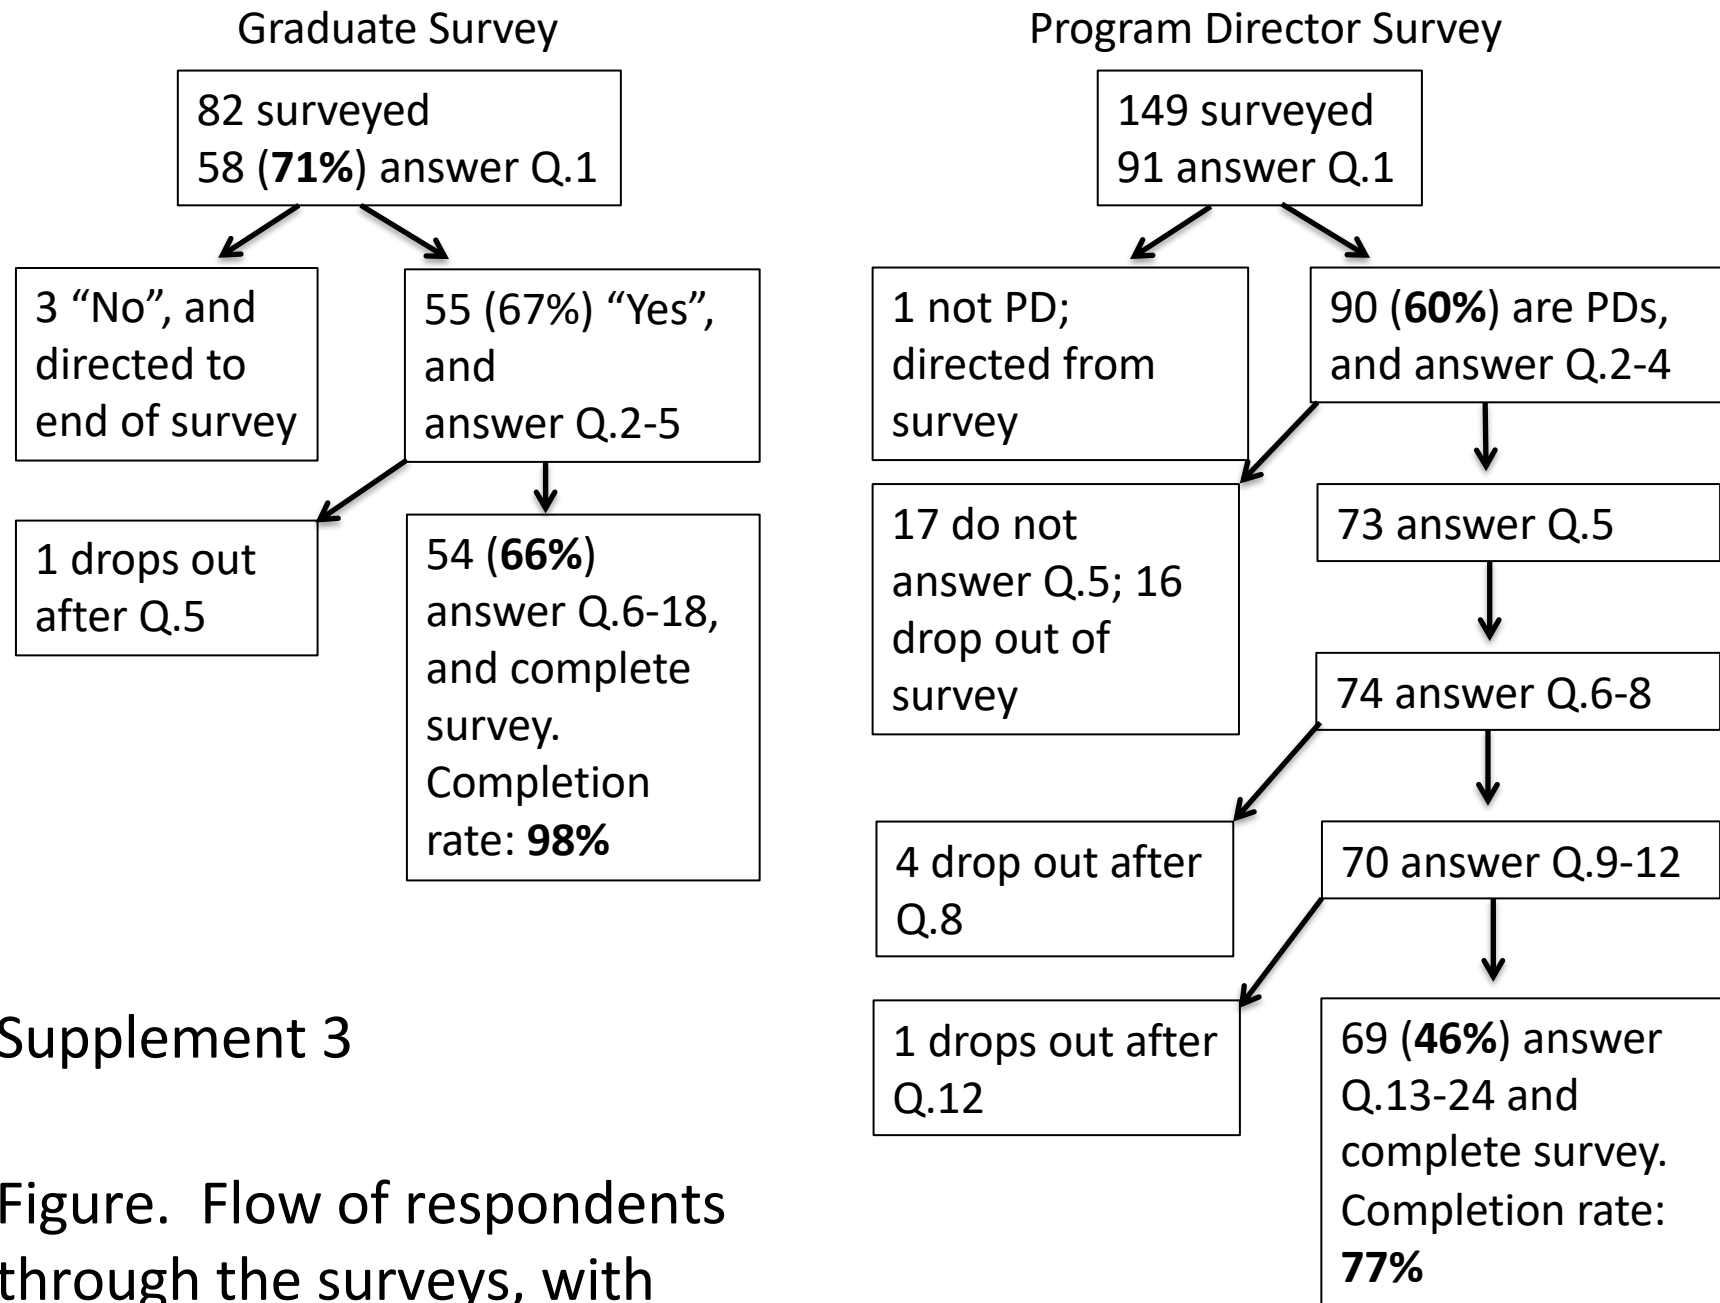 Graduate Survey
82 surveyed
58 (71%) answer Q.1
3 “No”, and
directed to
end of survey
55 (67%) “Yes”,
and
answer Q.2-5
1 drops out
after Q.5
54 (66%)
answer Q.6-18,
and complete
survey.
Completion
rate: 98%
Program Director Survey
149 surveyed
91 answer Q.1
1 not PD;
directed from
survey
90 (60%) are PDs,
and answer Q.2-4
17 do not
answer Q.5; 16
drop out of
survey
73 answer Q.5
74 answer Q.6-8
4 drop out after
Q.8
70 answer Q.9-12
1 drops out after
Q.12
69 (46%) answer
Q.13-24 and
complete survey.
Completion rate:
77%
Supplement 3
Figure. Flow of respondents
through the surveys, with